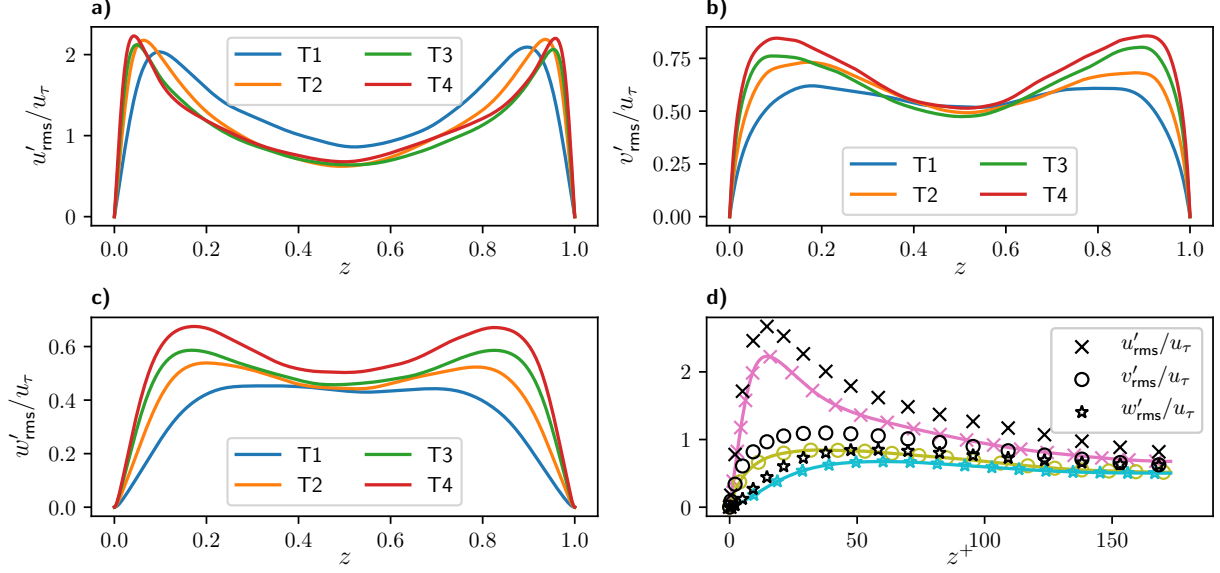 a)
2
1
0
u′rms/uτ
T1 T3
T2 T4
0.0 0.2 0.4 0.6 0.8 1.0
z
b)
0.75
0.50
0.25
0.00
v′rms/uτ
T1 T3
T2 T4
0.0 0.2 0.4 0.6 0.8 1.0
z
c)
0.6
0.4
0.2
0.0
w′rms/uτ
T1 T3
T2 T4
0.0 0.2 0.4 0.6 0.8 1.0
z
d)
2
1
0
u′rms/uτ
v′rms/uτ
w′rms/uτ
0 50 100 150
z+